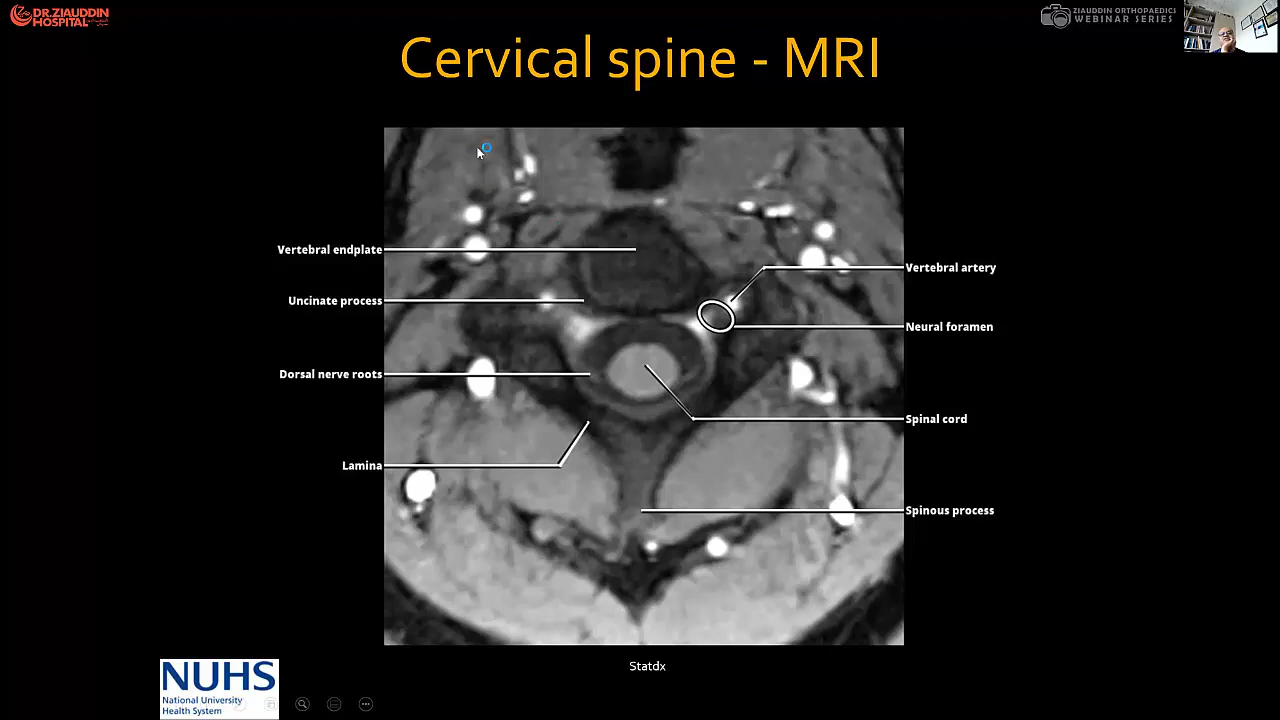 DR.ZIAUDDIN
HOSPITAL
ZIAUDDIN ORTHOPAEDICS
WEBINAR SERIES
Cervical spine - MRI
Vertebral endplate
Vertebral artery
Uncinate process
Neural foramen
Dorsal nerve roots
Spinal cord
Lamina
Spinous process
Statdx
NUHS
National University
Health System